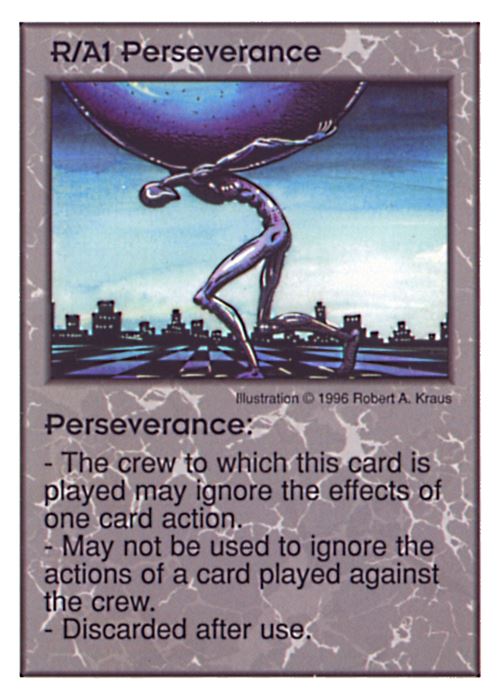 R/A1 Perseverance
Illustration © 1996 Robert A. Kraus
Perseverance:
- The crew to which this card is
played may ignore the effects of
one card action.
- May not be used to ignore the
actions of a card played against
the crew.
- Discarded after use.